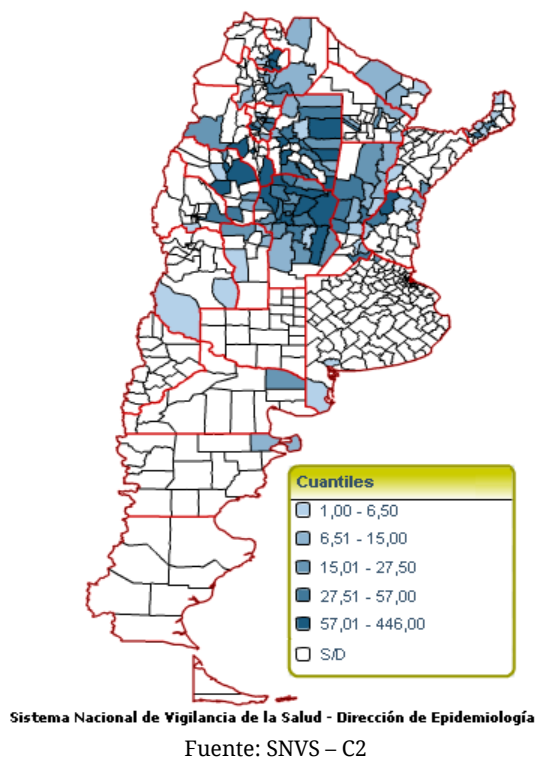 Cuantiles
1,00 - 6,50
6,51 - 15,00
15,01 - 27,50
27,51 - 57,00
57,01 - 446,00
S/D
Sistema Nacional de Vigilancia de la Salud - Dirección de Epidemiología
Fuente: SNVS – C2